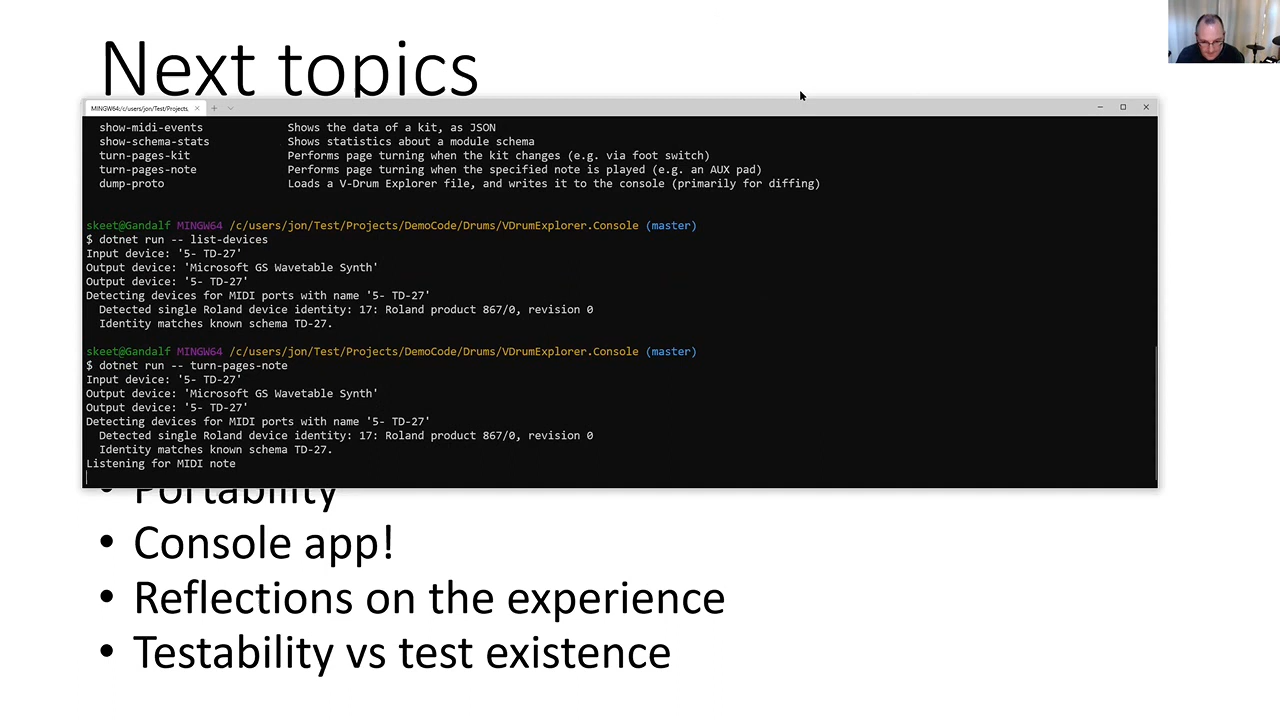 Next topics
MINGW64:/c/users/jon/Test/Projects,
show-midi-events Shows the data of a kit, as JSON
show-schema-stats Shows statistics about a module schema
turn-pages-kit Performs page turning when the kit changes (e.g. via foot switch)
turn-pages-note Performs page turning when the specified note is played (e.g. an AUX pad)
dump-proto Loads a V-Drum Explorer file, and writes it to the console (primarily for diffing)
skeet@Gandalf MINGW64 /c/users/jon/Test/Projects/DemoCode/Drums/VDrumExplorer.Console (master)
$ dotnet run -- list-devices
Input device: '5- TD-27'
Output device: 'Microsoft GS Wavetable Synth'
Output device: '5- TD-27'
Detecting devices for MIDI ports with name '5- TD-27'
Detected single Roland device identity: 17: Roland product 867/0, revision 0
Identity matches known schema TD-27.
skeet@Gandalf MINGW64 /c/users/jon/Test/Projects/DemoCode/Drums/VDrumExplorer.Console (master)
$ dotnet run -- turn-pages-note
Input device: '5- TD-27'
Output device: 'Microsoft GS Wavetable Synth'
Output device: '5- TD-27'
Detecting devices for MIDI ports with name '5- TD-27'
Detected single Roland device identity: 17: Roland product 867/0, revision 0
Identity matches known schema TD-27.
Listening for MIDI note
• Portability
• Console app!
• Reflections on the experience
• Testability vs test existence